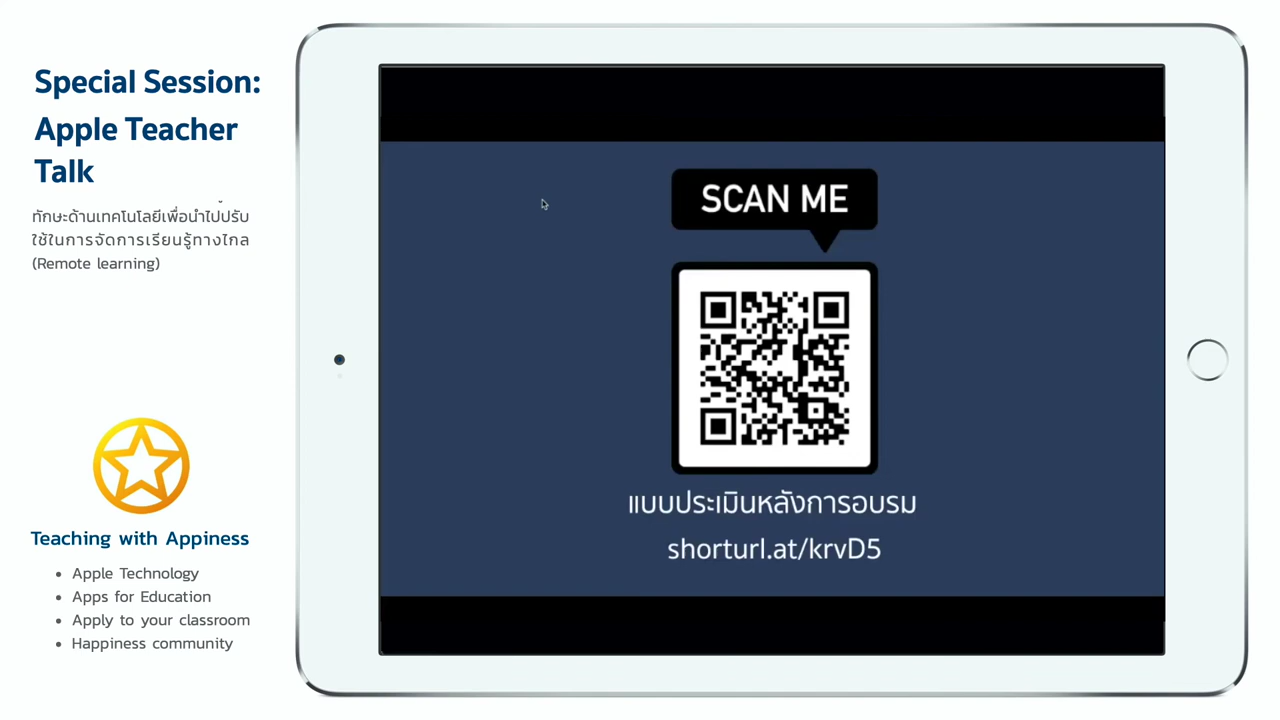 Special Session:
Apple Teacher
Talk
ทักษะด้านเทคโนโลยีเพื่อนำไปปรับ
ใช้ในการจัดการเรียนรู้ทางไกล
(Remote learning)
Teaching with Appiness
• Apple Technology
• Apps for Education
• Apply to your classroom
• Happiness community
SCAN ME
แบบประเมินหลังการอบรม
shorturl.at/krvD5